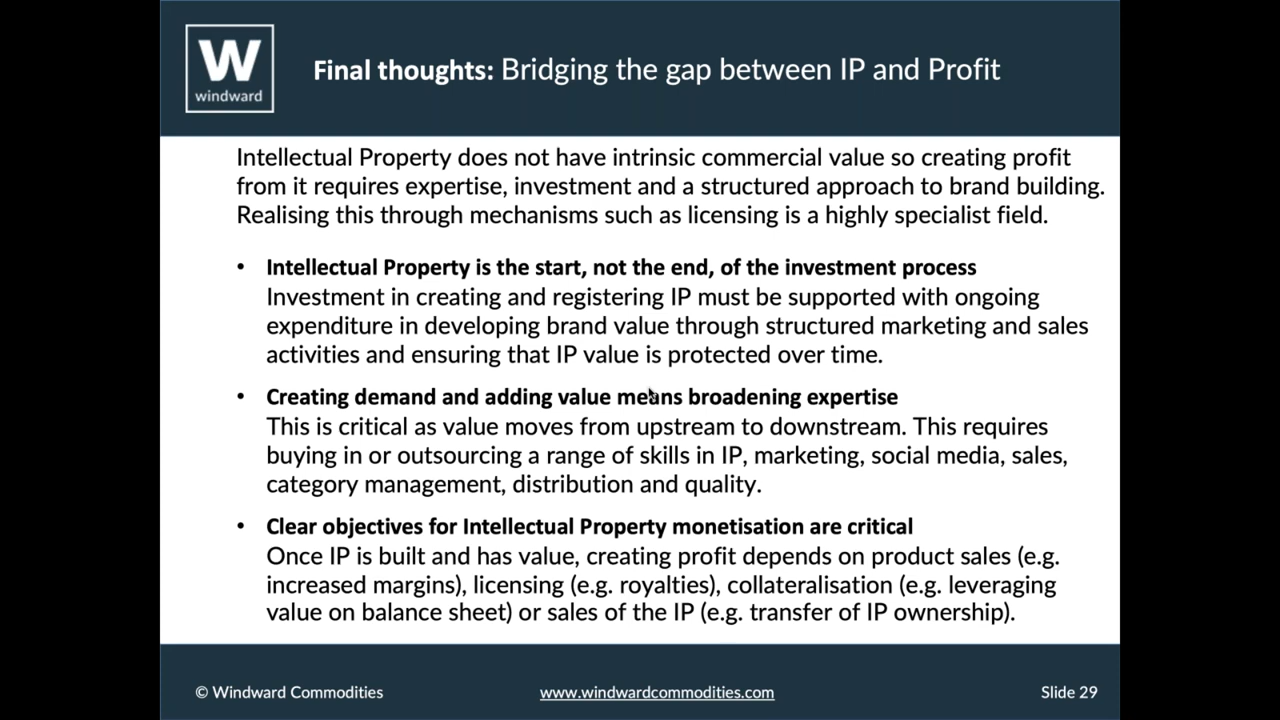 W
windward
Final thoughts: Bridging the gap between IP and Profit
Intellectual Property does not have intrinsic commercial value so creating profit
from it requires expertise, investment and a structured approach to brand building.
Realising this through mechanisms such as licensing is a highly specialist field.
• Intellectual Property is the start, not the end, of the investment process
Investment in creating and registering IP must be supported with ongoing
expenditure in developing brand value through structured marketing and sales
activities and ensuring that IP value is protected over time.
• Creating demand and adding value means broadening expertise
This is critical as value moves from upstream to downstream. This requires
buying in or outsourcing a range of skills in IP, marketing, social media, sales,
category management, distribution and quality.
• Clear objectives for Intellectual Property monetisation are critical
Once IP is built and has value, creating profit depends on product sales (e.g.
increased margins), licensing (e.g. royalties), collateralisation (e.g. leveraging
value on balance sheet) or sales of the IP (e.g. transfer of IP ownership).
© Windward Commodities
www.windwardcommodities.com
Slide 29